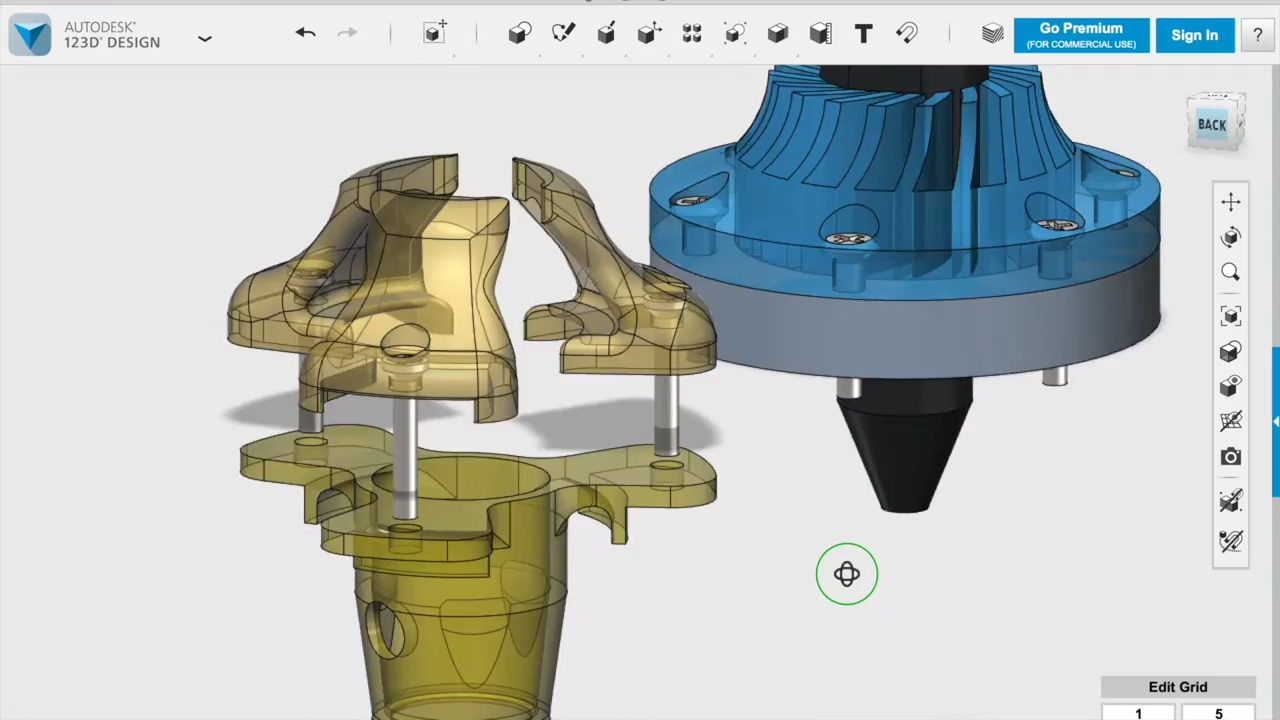 AUTODESK
123D® DESIGN
Go Premium
(FOR COMMERCIAL USE)
Sign In
?
T
BACK
Edit Grid
1
5